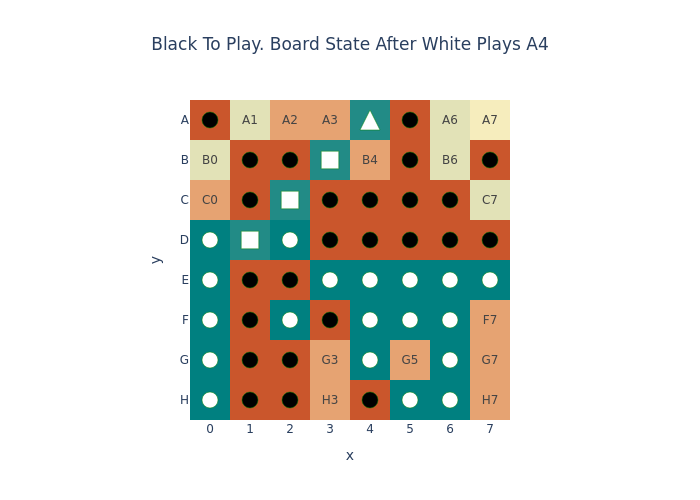 Black To Play. Board State After White Plays A4
A A1 A2 A3 A6 A7
B B0 B4 B6
C C0 C7
D
E
F F7
G G3 G5 G7
H H3 H7
0 1 2 3 4 5 6 7
x
y